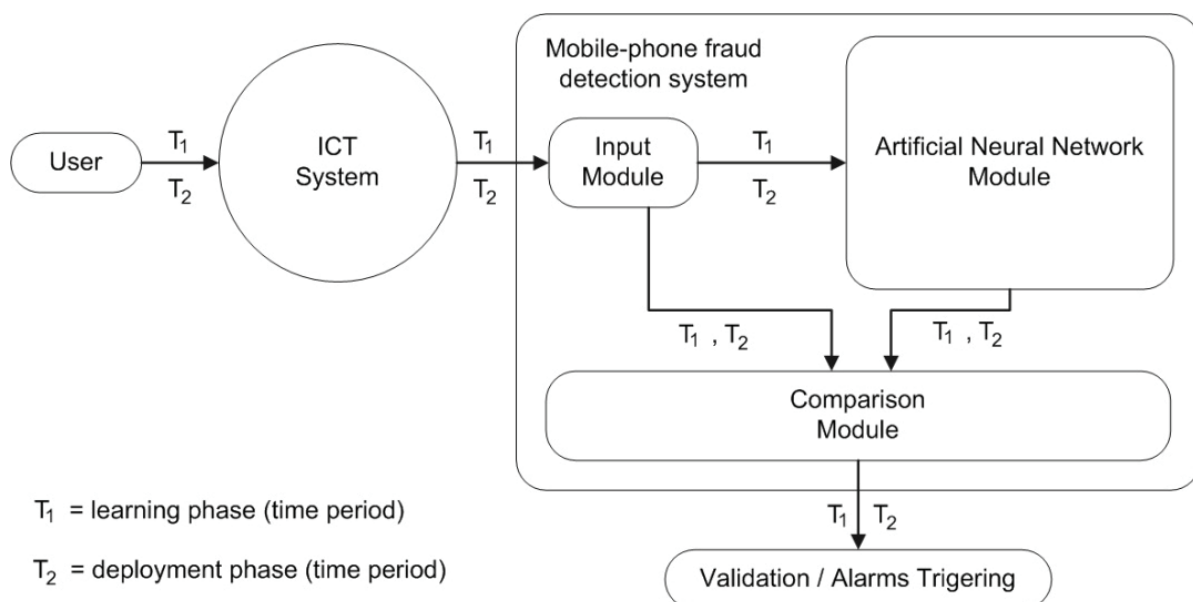 Mobile-phone fraud
detection system
User
T₁
T₂
ICT
System
T₁
T₂
Input
Module
T₁
T₂
Artificial Neural Network
Module
T₁ , T₂
T₁ , T₂
Comparison
Module
T₁ T₂
Validation / Alarms Trigering
T₁ = learning phase (time period)
T₂ = deployment phase (time period)